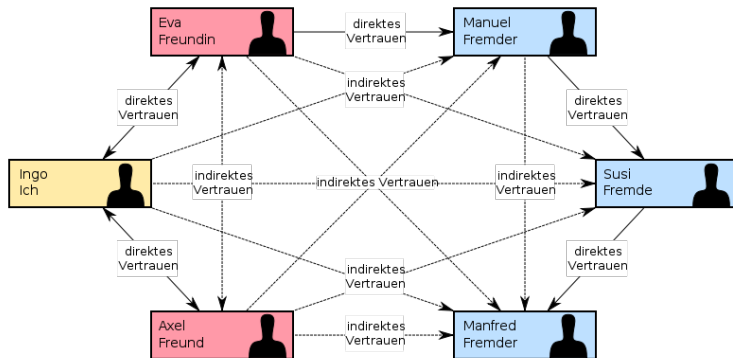 Eva
Freundin
direktes
Vertrauen
Manuel
Fremder
direktes
Vertrauen
indirektes
Vertrauen
direktes
Vertrauen
Ingo
Ich
indirektes
Vertrauen
indirektes Vertrauen
indirektes
Vertrauen
Susi
Fremde
direktes
Vertrauen
indirektes
Vertrauen
direktes
Vertrauen
Axel
Freund
indirektes
Vertrauen
Manfred
Fremder